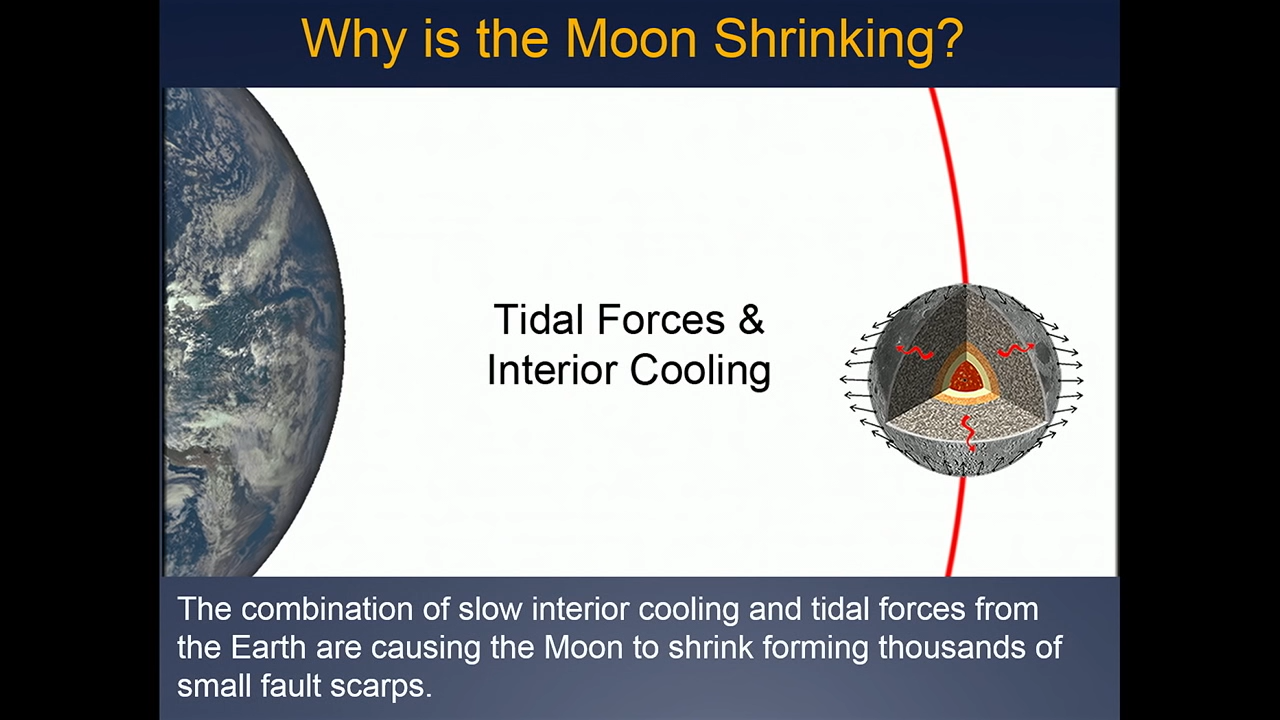 Why is the Moon Shrinking?
Tidal Forces &
Interior Cooling
The combination of slow interior cooling and tidal forces from
the Earth are causing the Moon to shrink forming thousands of
small fault scarps.